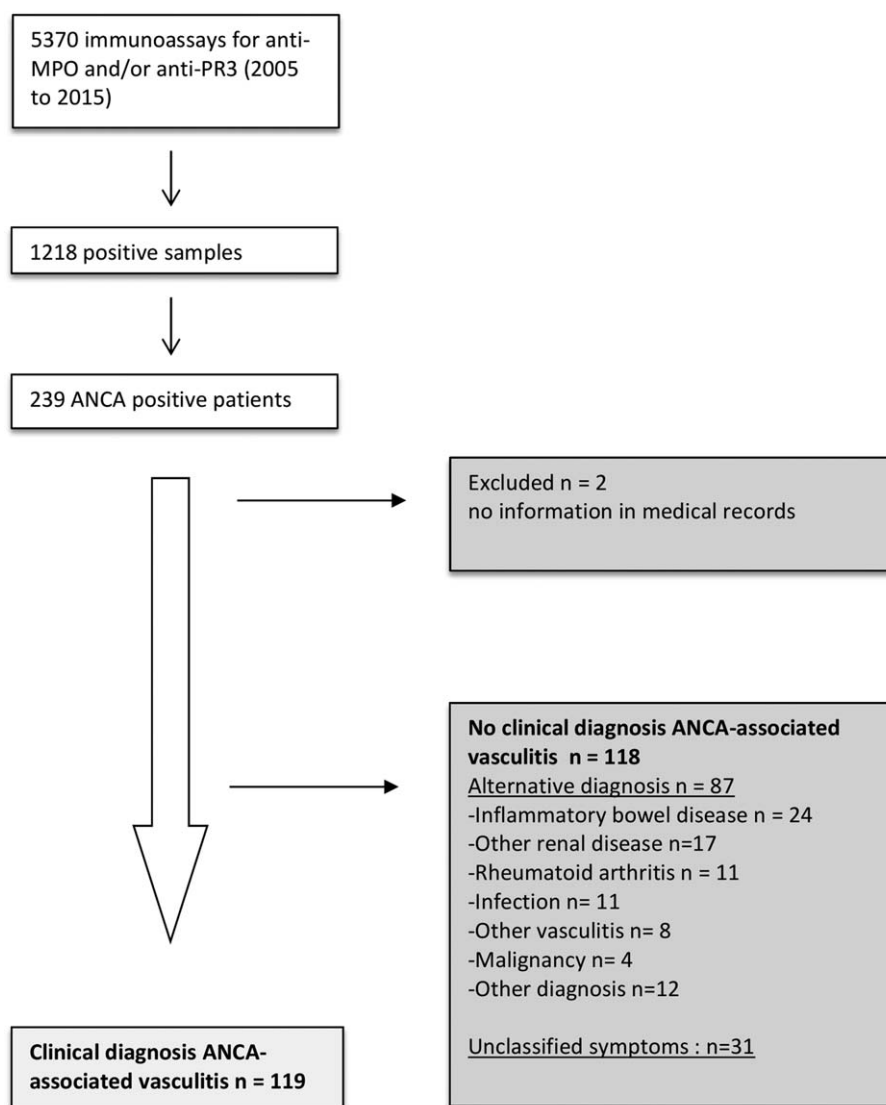 5370 immunoassays for anti-
MPO and/or anti-PR3 (2005
to 2015)
1218 positive samples
239 ANCA positive patients
Excluded n = 2
no information in medical records
No clinical diagnosis ANCA-associated
vasculitis n = 118
Alternative diagnosis n = 87
-Inflammatory bowel disease n = 24
-Other renal disease n=17
-Rheumatoid arthritis n = 11
-Infection n= 11
-Other vasculitis n= 8
-Malignancy n= 4
-Other diagnosis n=12
Unclassified symptoms : n=31
Clinical diagnosis ANCA-
associated vasculitis n = 119